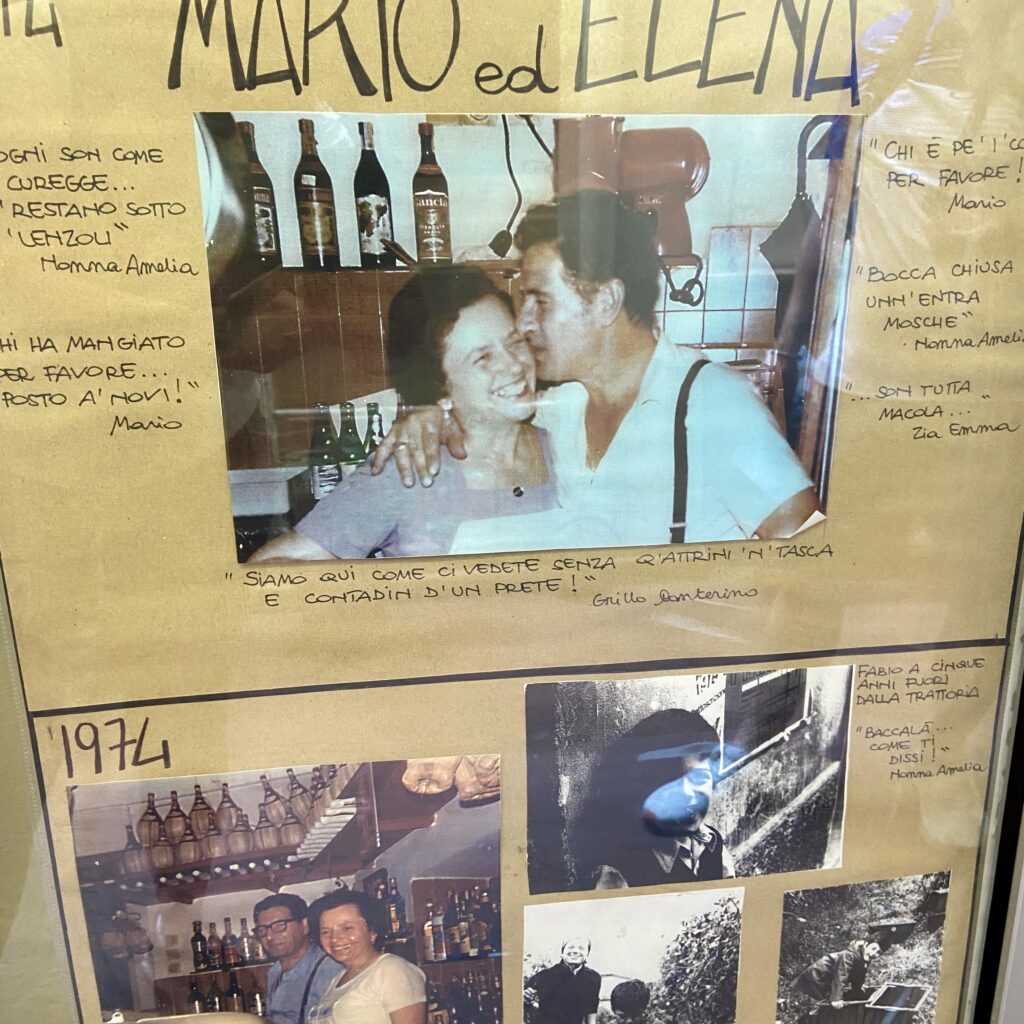 MARIO ed ELENA
OGNI SON COME
CUREGGE...
RESTANO SOTTO
'LENZOLI"
Nonna Amelia
HA MANGIATO
PER FAVORE...
POSTO A' NOVI!"
Mario
"CHI È PE' L'
PER FAVORE!
Mario
"BOCCA CHIUSA
UNN'ENTRA
MOSCHE"
Nonna Amelia
"...SON TUTTA
MACOLA..."
Zia Emma
"SIAMO QUI COME CI VEDETE SENZA Q'ATTRINI 'N' TASCA
E CONTADIN D'UN PRETE!"
Grillo Canterino
1974
FABIO A CINQUE
ANNI FUORI
DALLA TRATTORIA
"BACCALÀ...
COME TI
DISSI!"
Nonna Amelia